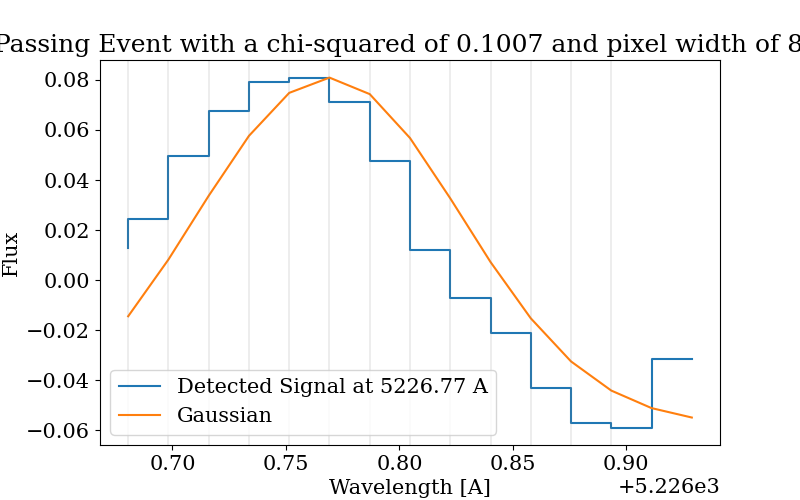 Passing Event with a chi-squared of 0.1007 and pixel width of 8
Flux
0.08
0.06
0.04
0.02
0.00
−0.02
−0.04
−0.06
Detected Signal at 5226.77 A
Gaussian
0.70 0.75 0.80 0.85 0.90
Wavelength [A]
+5.226e3